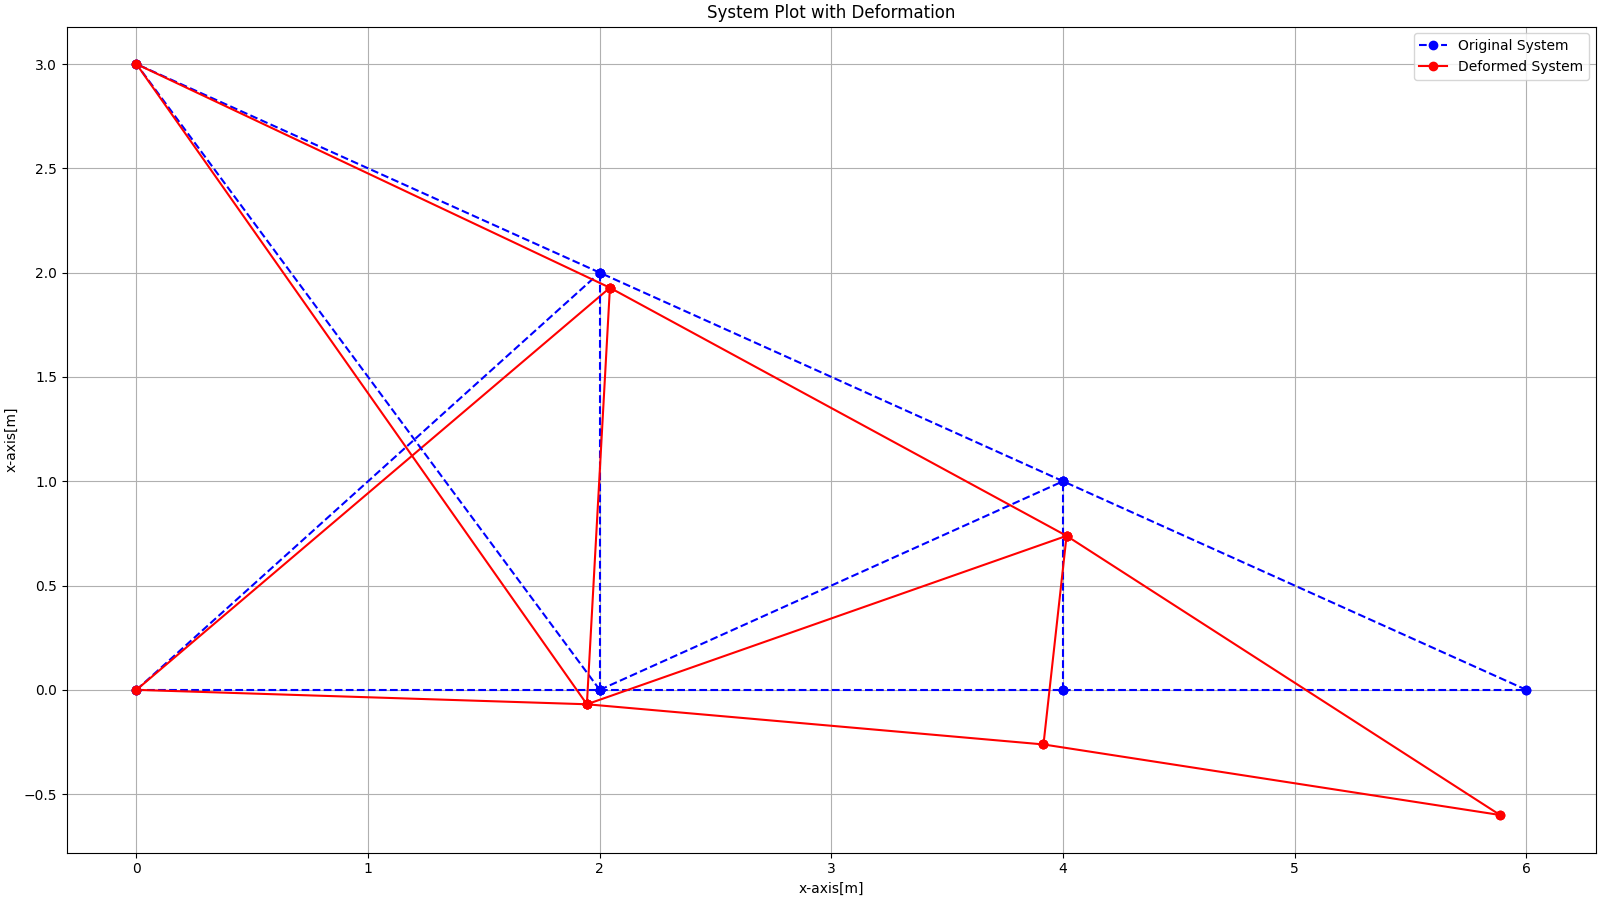 System Plot with Deformation
Original System
Deformed System
3.0
2.5
2.0
1.5
1.0
0.5
0.0
−0.5
x-axis[m]
0 1 2 3 4 5 6
x-axis[m]